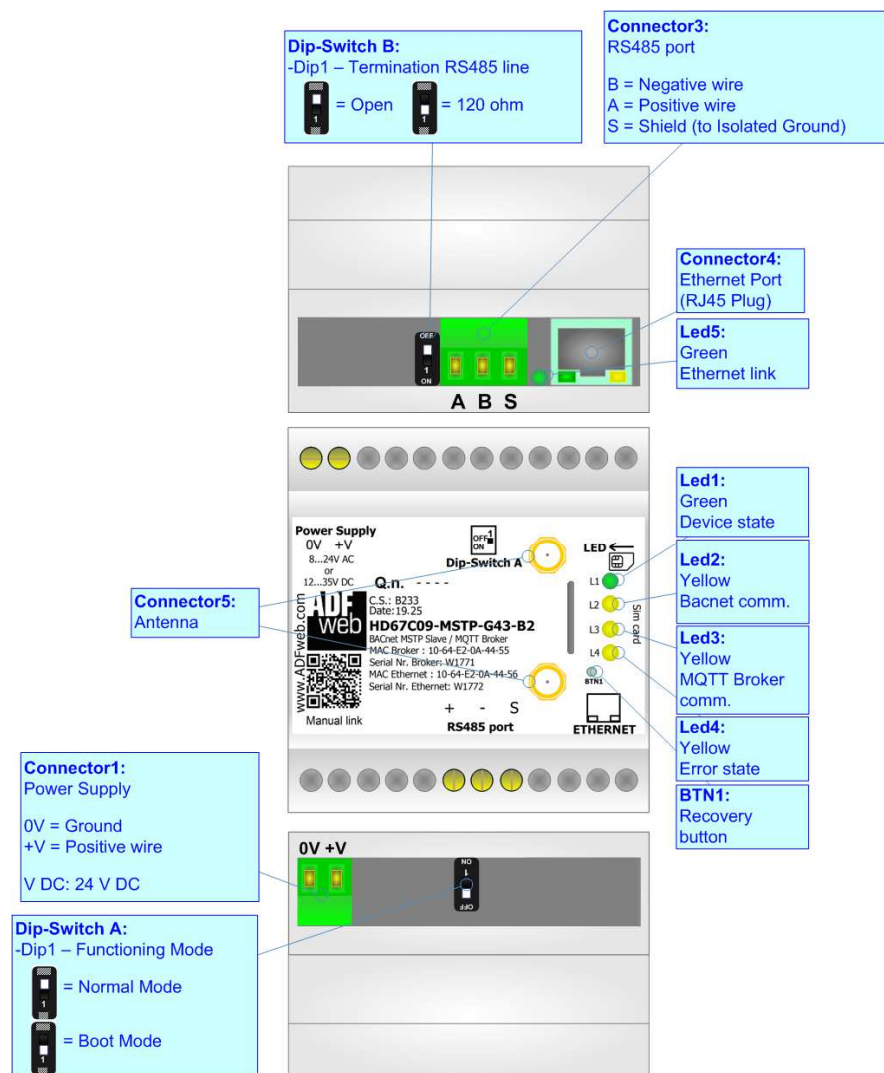 Dip-Switch B:
-Dip1 – Termination RS485 line
1
= Open
1
= 120 ohm
Connector3:
RS485 port
B = Negative wire
A = Positive wire
S = Shield (to Isolated Ground)
Connector4:
Ethernet Port
(RJ45 Plug)
Led5:
Green
Ethernet link
OFF
1
ON
A B S
Led1:
Green
Device state
Led2:
Yellow
Bacnet comm.
Led3:
Yellow
MQTT Broker
comm.
Led4:
Yellow
Error state
BTN1:
Recovery
button
Power Supply
0V +V
8...24V AC
or
12...35V DC
OFF 1
ON
Dip-Switch A
LED
L1
L2
L3
L4
BTN1
Sim card
Q.n. - - - -
C.S.: B233
Date: 19.25
ADF
web
www.ADFweb.com
HD67C09-MSTP-G43-B2
BACnet MSTP Slave / MQTT Broker
MAC Broker : 10-64-E2-0A-44-55
Serial Nr. Broker: W1771
MAC Ethernet : 10-64-E2-0A-44-56
Serial Nr. Ethernet: W1772
Manual link
+ - S
RS485 port
ETHERNET
Connector5:
Antenna
Connector1:
Power Supply
0V = Ground
+V = Positive wire
V DC: 24 V DC
0V +V
ON
1
OFF
Dip-Switch A:
-Dip1 – Functioning Mode
1
= Normal Mode
1
= Boot Mode